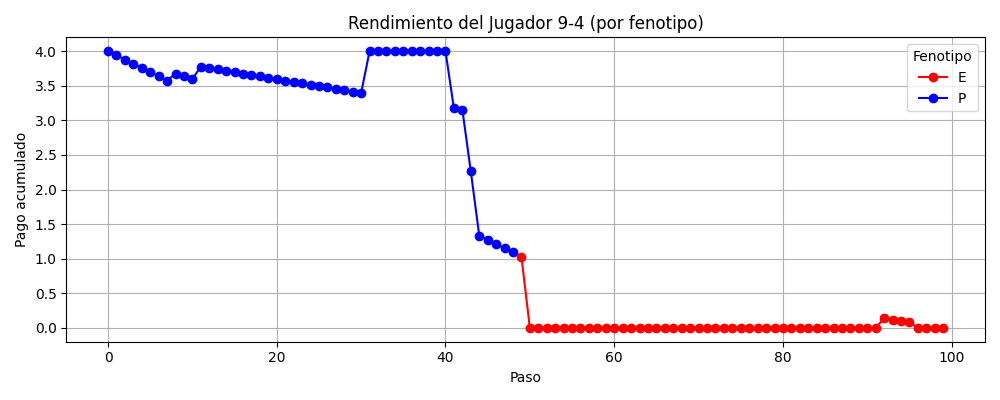 Rendimiento del Jugador 9-4 (por fenotipo)
Pago acumulado
4.0
3.5
3.0
2.5
2.0
1.5
1.0
0.5
0.0
Fenotipo
E
P
0 20 40 60 80 100
Paso